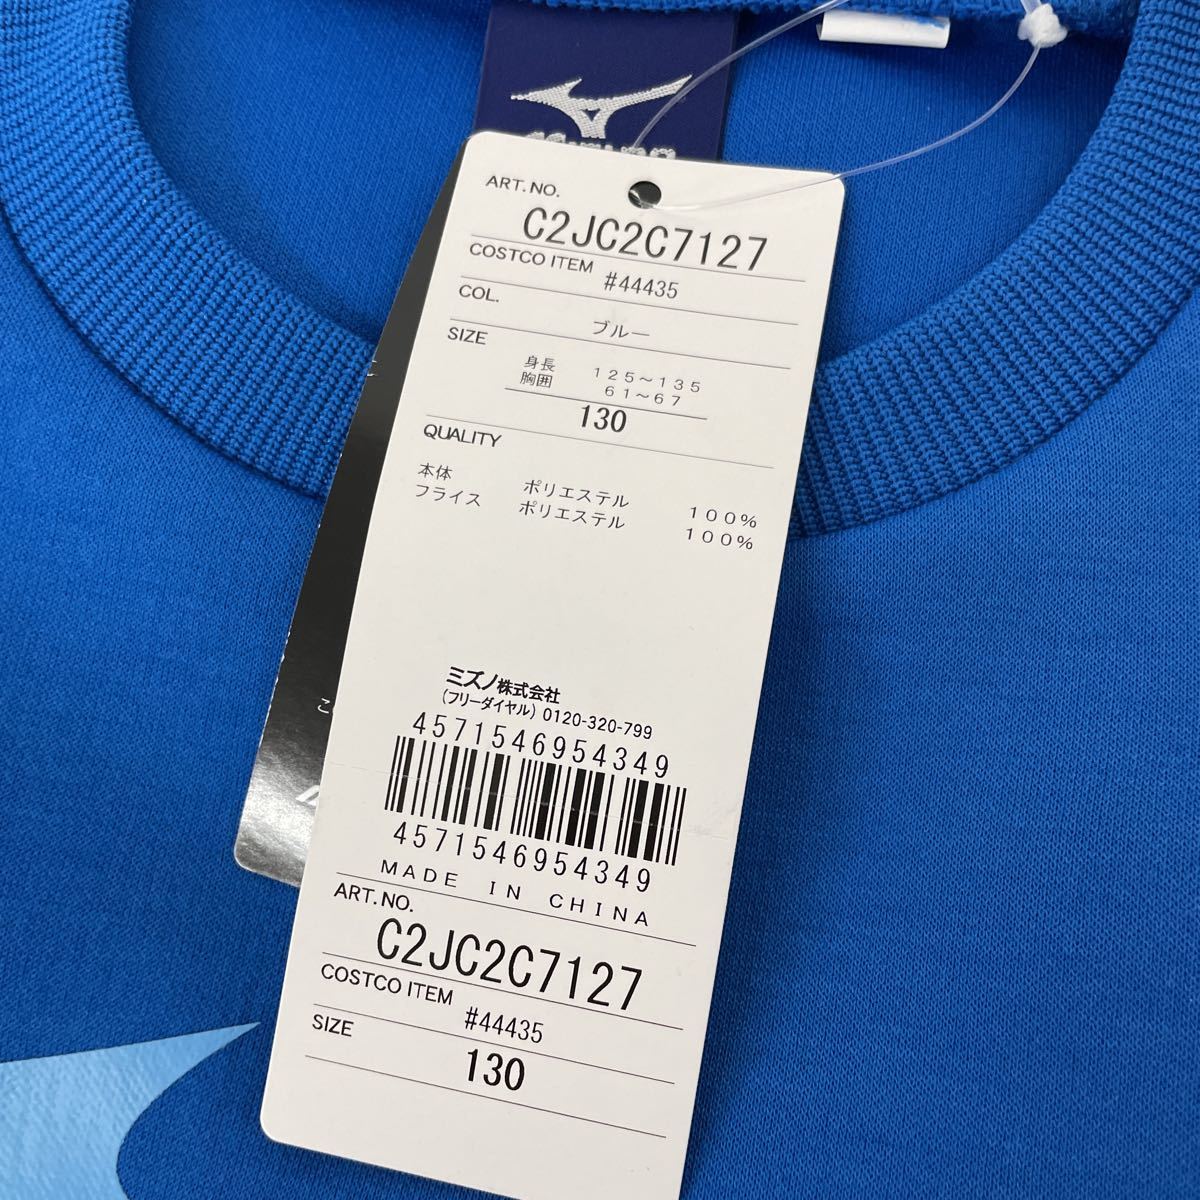 ART.NO.
C2JC2C7127
COSTCO ITEM #44435
COL. ブルー
SIZE
身長 125～135
胸囲 61～67
130
QUALITY
本体 ポリエステル 100%
フライス ポリエステル 100%
ミズノ株式会社
(フリーダイヤル) 0120-320-799
4571546954349
4571546954349
MADE IN CHINA
ART.NO.
C2JC2C7127
COSTCO ITEM #44435
SIZE 130
こ